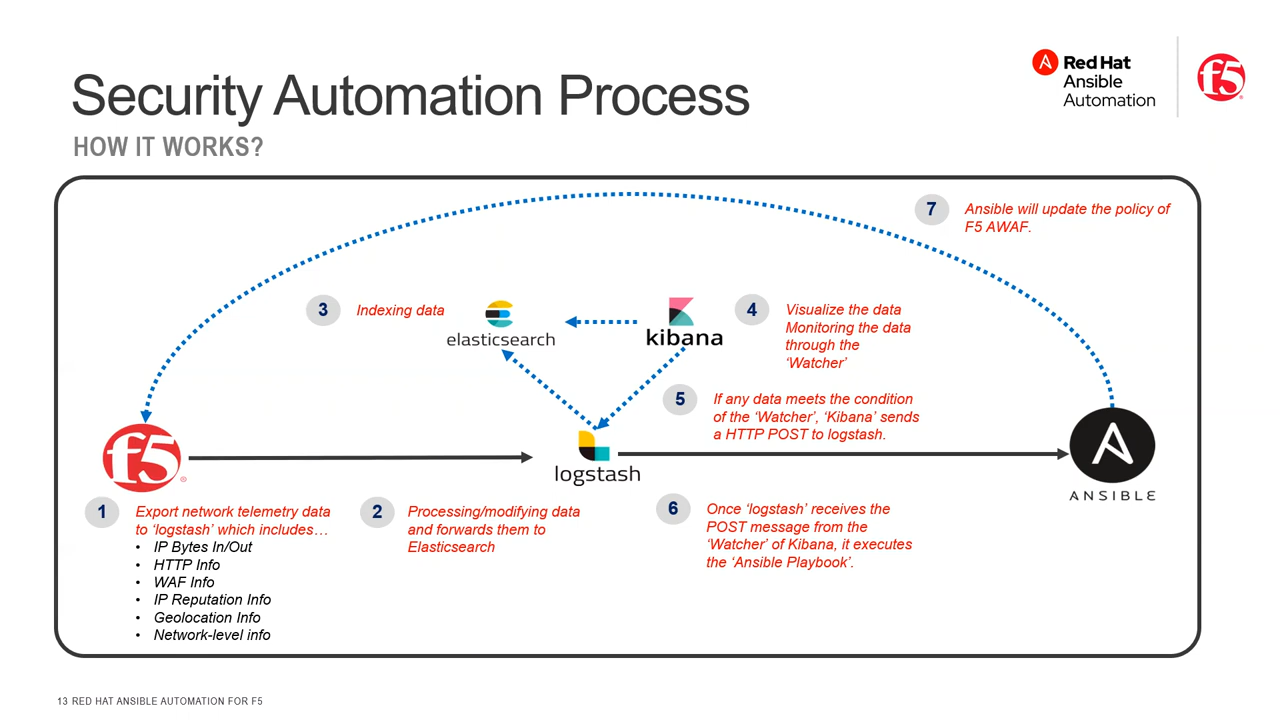 Security Automation Process
HOW IT WORKS?
Red Hat
Ansible
Automation
f5
7
Ansible will update the policy of
F5 AWAF.
3
Indexing data
elasticsearch
kibana
4
Visualize the data
Monitoring the data
through the
‘Watcher’
5
If any data meets the condition
of the ‘Watcher’, ‘Kibana’ sends
a HTTP POST to logstash.
f5
logstash
ANSIBLE
1
Export network telemetry data
to ‘logstash’ which includes…
• IP Bytes In/Out
• HTTP Info
• WAF Info
• IP Reputation Info
• Geolocation Info
• Network-level info
2
Processing/modifying data
and forwards them to
Elasticsearch
6
Once ‘logstash’ receives the
POST message from the
‘Watcher’ of Kibana, it executes
the ‘Ansible Playbook’.
13 RED HAT ANSIBLE AUTOMATION FOR F5